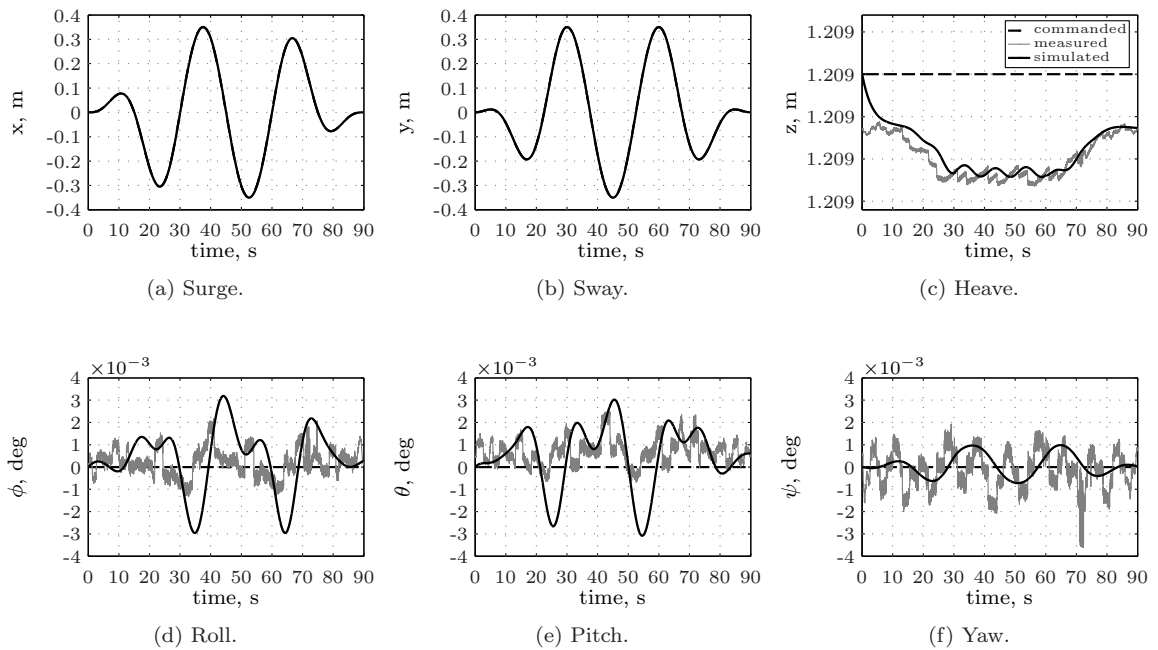 0.4
0.3
0.2
0.1
0
-0.1
-0.2
-0.3
-0.4
x, m
0 10 20 30 40 50 60 70 80 90
time, s
(a) Surge.
0.4
0.3
0.2
0.1
0
-0.1
-0.2
-0.3
-0.4
y, m
0 10 20 30 40 50 60 70 80 90
time, s
(b) Sway.
1.209
1.209
1.209
1.209
1.209
z, m
commanded
measured
simulated
0 10 20 30 40 50 60 70 80 90
time, s
(c) Heave.
×10⁻³
4
3
2
1
0
-1
-2
-3
-4
ϕ, deg
0 10 20 30 40 50 60 70 80 90
time, s
(d) Roll.
×10⁻³
4
3
2
1
0
-1
-2
-3
-4
θ, deg
0 10 20 30 40 50 60 70 80 90
time, s
(e) Pitch.
×10⁻³
4
3
2
1
0
-1
-2
-3
-4
ψ, deg
0 10 20 30 40 50 60 70 80 90
time, s
(f) Yaw.